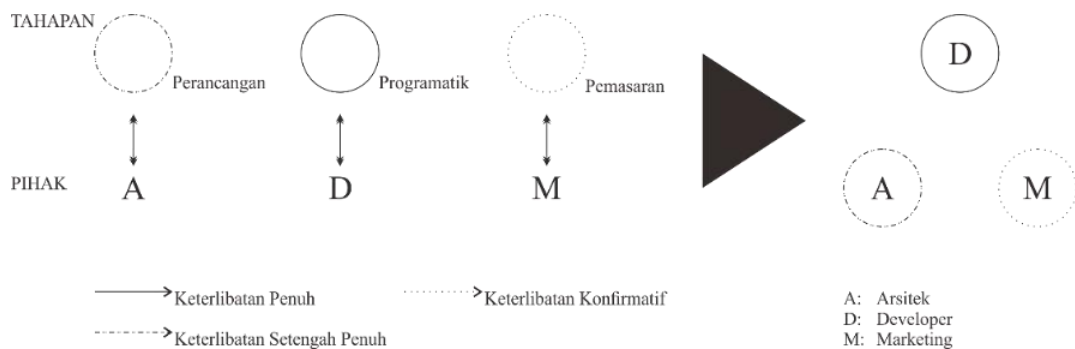 TAHAPAN
Perancangan
Programatik
Pemasaran
D
PIHAK
A
D
M
A
M
Keterlibatan Penuh
Keterlibatan Konfirmatif
Keterlibatan Setengah Penuh
A: Arsitek
D: Developer
M: Marketing